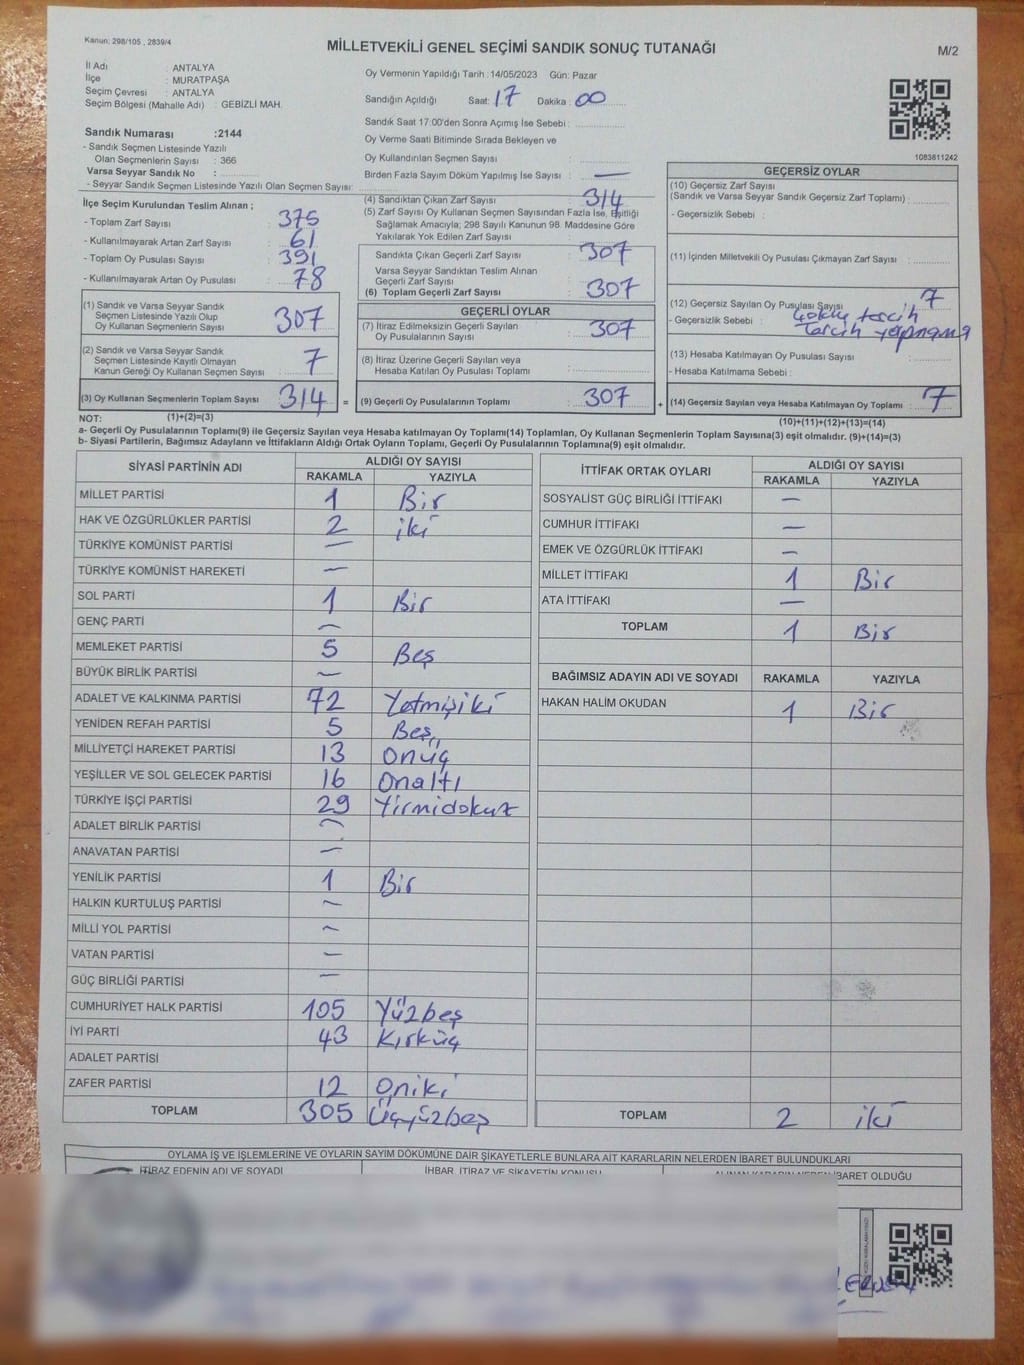 Kanun: 298/105 , 2839/4
MİLLETVEKİLİ GENEL SEÇİMİ SANDIK SONUÇ TUTANAĞI
M/2
İl Adı : ANTALYA
İlçe : MURATPAŞA
Seçim Çevresi : ANTALYA
Seçim Bölgesi (Mahalle Adı) : GEBİZLİ MAH.
Sandık Numarası :2144
- Sandık Seçmen Listesinde Yazılı
Olan Seçmenlerin Sayısı : 366
Varsa Seyyar Sandık No :
- Seyyar Sandık Seçmen Listesinde Yazılı Olan Seçmen Sayısı:
Oy Vermenin Yapıldığı Tarih : 14/05/2023 Gün: Pazar
Sandığın Açıldığı Saat: 17 Dakika : 00
Sandık Saat 17:00'den Sonra Açılmış İse Sebebi :
Oy Verme Saati Bitiminde Sırada Bekleyen ve
Oy Kullandırılan Seçmen Sayısı :
Birden Fazla Sayım Döküm Yapılmış İse Sayısı : —
1083811242
İlçe Seçim Kurulundan Teslim Alınan ;
- Toplam Zarf Sayısı : 375
- Kullanılmayarak Artan Zarf Sayısı : 61
- Toplam Oy Pusulası Sayısı : 391
- Kullanılmayarak Artan Oy Pusulası : 78
(1) Sandık ve Varsa Seyyar Sandık
Seçmen Listesinde Yazılı Olup
Oy Kullanan Seçmenlerin Sayısı : 307
(2) Sandık ve Varsa Seyyar Sandık
Seçmen Listesinde Kayıtlı Olmayan
Kanun Gereği Oy Kullanan Seçmen Sayısı : 7
(3) Oy Kullanan Seçmenlerin Toplam Sayısı : 314 =
(4) Sandıktan Çıkan Zarf Sayısı : 314
(5) Zarf Sayısı Oy Kullanan Seçmen Sayısından Fazla İse, Eşitliği
Sağlamak Amacıyla; 298 Sayılı Kanunun 98. Maddesine Göre
Yakılarak Yok Edilen Zarf Sayısı :
Sandıkta Çıkan Geçerli Zarf Sayısı : 307
Varsa Seyyar Sandıktan Teslim Alınan
Geçerli Zarf Sayısı :
(6) Toplam Geçerli Zarf Sayısı : 307
GEÇERLİ OYLAR
(7) İtiraz Edilmeksizin Geçerli Sayılan
Oy Pusulalarının Sayısı : 307
(8) İtiraz Üzerine Geçerli Sayılan veya
Hesaba Katılan Oy Pusulası Toplamı :
(9) Geçerli Oy Pusulalarının Toplamı : 307 +
GEÇERSİZ OYLAR
(10) Geçersiz Zarf Sayısı
(Sandık ve Varsa Seyyar Sandık Geçersiz Zarf Toplamı) :
- Geçersizlik Sebebi :
(11) İçinden Milletvekili Oy Pusulası Çıkmayan Zarf Sayısı :
(12) Geçersiz Sayılan Oy Pusulası Sayısı : 7
- Geçersizlik Sebebi : çoklu tercih
Tercih yapmama
(13) Hesaba Katılmayan Oy Pusulası Sayısı :
- Hesaba Katılmama Sebebi :
(14) Geçersiz Sayılan veya Hesaba Katılmayan Oy Toplamı : 7
NOT: (1)+(2)=(3) (10)+(11)+(12)+(13)=(14)
a- Geçerli Oy Pusulalarının Toplamı(9) ile Geçersiz Sayılan veya Hesaba Katılmayan Oy Toplamı(14) Toplamları, Oy Kullanan Seçmenlerin Toplam Sayısına(3) eşit olmalıdır. (9)+(14)=(3)
b- Siyasi Partilerin, Bağımsız Adayların ve İttifakların Aldığı Ortak Oyların Toplamı, Geçerli Oy Pusulalarının Toplamına(9) eşit olmalıdır.
SİYASİ PARTİNİN ADI ALDIĞI OY SAYISI
RAKAMLA YAZIYLA
MİLLET PARTİSİ 1 Bir
HAK VE ÖZGÜRLÜKLER PARTİSİ 2 iki
TÜRKİYE KOMÜNİST PARTİSİ —
TÜRKİYE KOMÜNİST HAREKETİ —
SOL PARTİ 1 Bir
GENÇ PARTİ —
MEMLEKET PARTİSİ 5 Beş
BÜYÜK BİRLİK PARTİSİ —
ADALET VE KALKINMA PARTİSİ 72 Yetmişiki
YENİDEN REFAH PARTİSİ 5 Beş
MİLLİYETÇİ HAREKET PARTİSİ 13 Onüç
YEŞİLLER VE SOL GELECEK PARTİSİ 16 Onaltı
TÜRKİYE İŞÇİ PARTİSİ 29 Yirmidokuz
ADALET BİRLİK PARTİSİ —
ANAVATAN PARTİSİ —
YENİLİK PARTİSİ 1 Bir
HALKIN KURTULUŞ PARTİSİ —
MİLLİ YOL PARTİSİ —
VATAN PARTİSİ —
GÜÇ BİRLİĞİ PARTİSİ —
CUMHURİYET HALK PARTİSİ 105 Yüzbeş
İYİ PARTİ 43 Kırküç
ADALET PARTİSİ
ZAFER PARTİSİ 12 Oniki
TOPLAM 305 Üçyüzbeş
İTTİFAK ORTAK OYLARI ALDIĞI OY SAYISI
RAKAMLA YAZIYLA
SOSYALİST GÜÇ BİRLİĞİ İTTİFAKI —
CUMHUR İTTİFAKI —
EMEK VE ÖZGÜRLÜK İTTİFAKI —
MİLLET İTTİFAKI 1 Bir
ATA İTTİFAKI —
TOPLAM 1 Bir
BAĞIMSIZ ADAYIN ADI VE SOYADI RAKAMLA YAZIYLA
HAKAN HALİM OKUDAN 1 Bir
TOPLAM 2 iki
OYLAMA İŞ VE İŞLEMLERİNE VE OYLARIN SAYIM DÖKÜMÜNE DAİR ŞİKAYETLERLE BUNLARA AİT KARARLARIN NELERDEN İBARET BULUNDUKLARI
İTİRAZ EDENİN ADI VE SOYADI İHBAR, İTİRAZ VE ŞİKAYETİN KONUSU ALINAN KARARIN NEDEN İBARET OLDUĞU